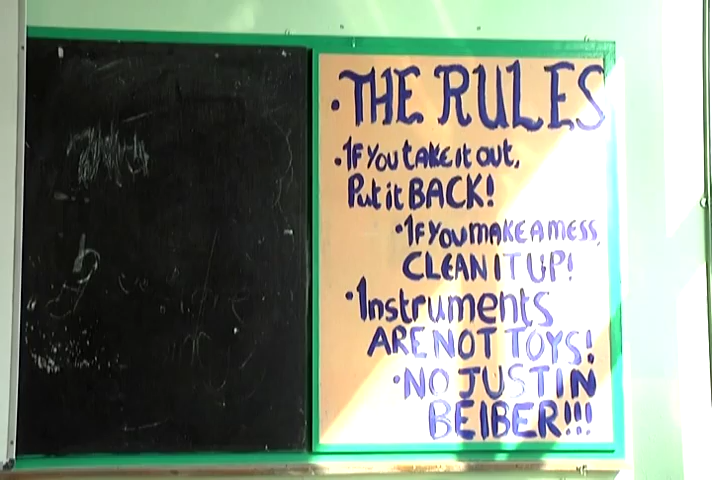 • THE RULES
• IF YOU tAKE it out,
Put it BACK!
• IF YOU MAKE A MESS,
CLEAN IT UP!
• Instruments
ARE NOT TOYS!
• NO JUSTIN
BEIBER!!!